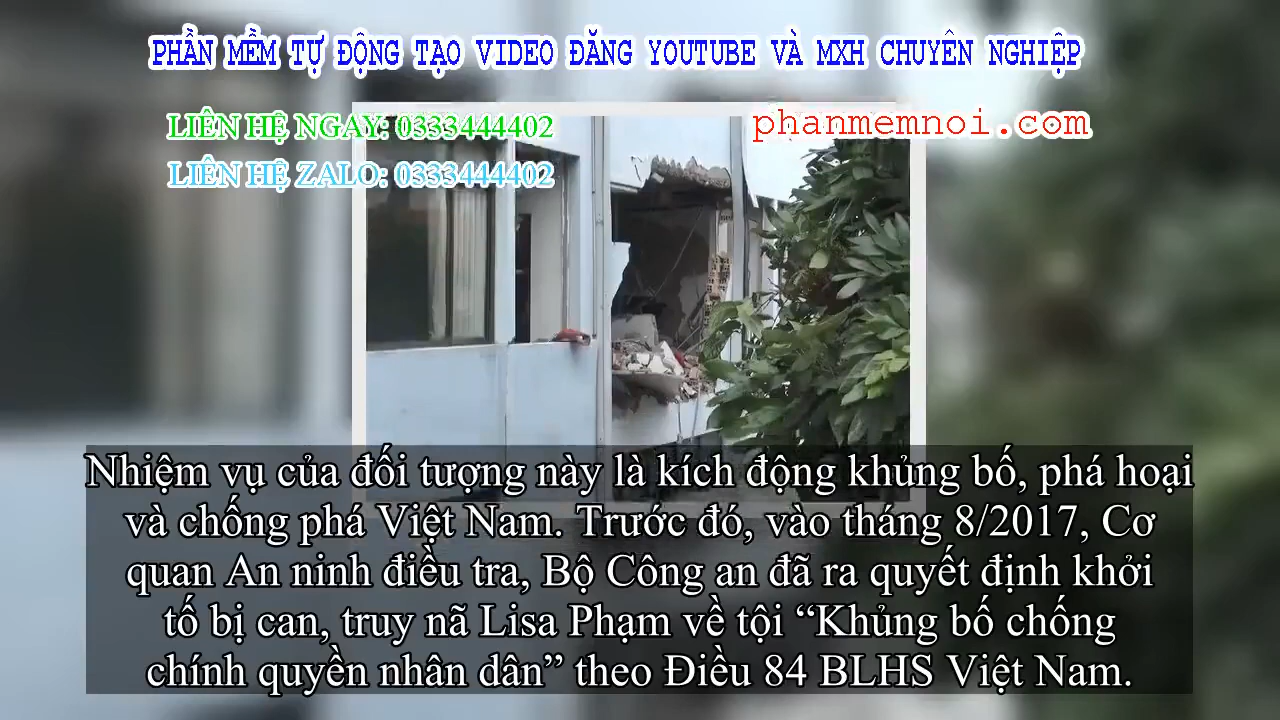 PHẦN MỀM TỰ ĐỘNG TẠO VIDEO ĐĂNG YOUTUBE VÀ MXH CHUYÊN NGHIỆP
LIÊN HỆ NGAY: 0333444402
phanmemnoi.com
LIÊN HỆ ZALO: 0333444402
Nhiệm vụ của đối tượng này là kích động khủng bố, phá hoại
và chống phá Việt Nam. Trước đó, vào tháng 8/2017, Cơ
quan An ninh điều tra, Bộ Công an đã ra quyết định khởi
tố bị can, truy nã Lisa Phạm về tội “Khủng bố chống
chính quyền nhân dân” theo Điều 84 BLHS Việt Nam.